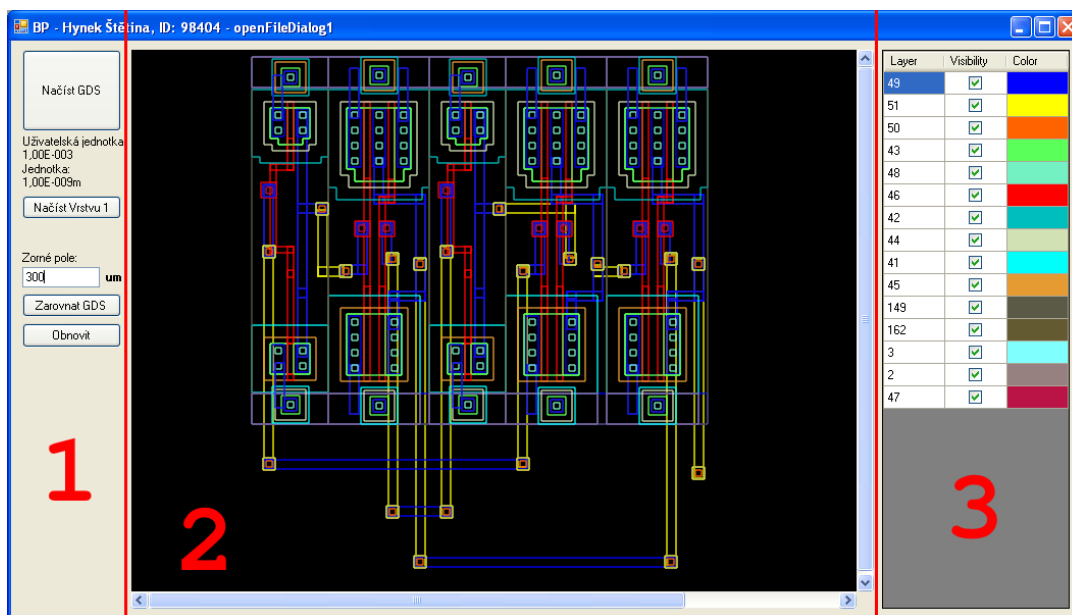 BP - Hynek Štětina, ID: 98404 - openFileDialog1
Načíst GDS
Uživatelská jednotka
1,00E-003
Jednotka:
1,00E-009m
Načíst Vrstvu 1
Zorné pole:
300 um
Zarovnat GDS
Obnovit
1
2
Layer Visibility Color
49
51
50
43
48
46
42
44
41
45
149
162
3
2
47
3